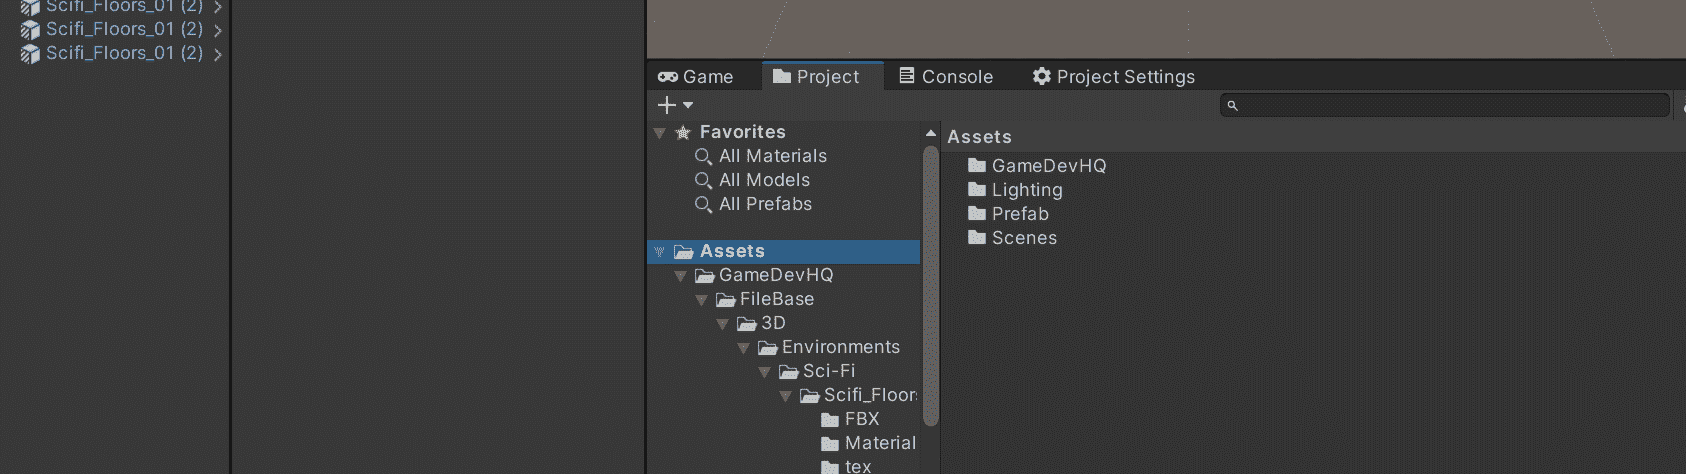 Scifi_Floors_01 (2)
Scifi_Floors_01 (2)
Scifi_Floors_01 (2)
Game
Project
Console
Project Settings
Favorites
All Materials
All Models
All Prefabs
Assets
GameDevHQ
FileBase
3D
Environments
Sci-Fi
Scifi_Floor
FBX
Material
tex
Assets
GameDevHQ
Lighting
Prefab
Scenes